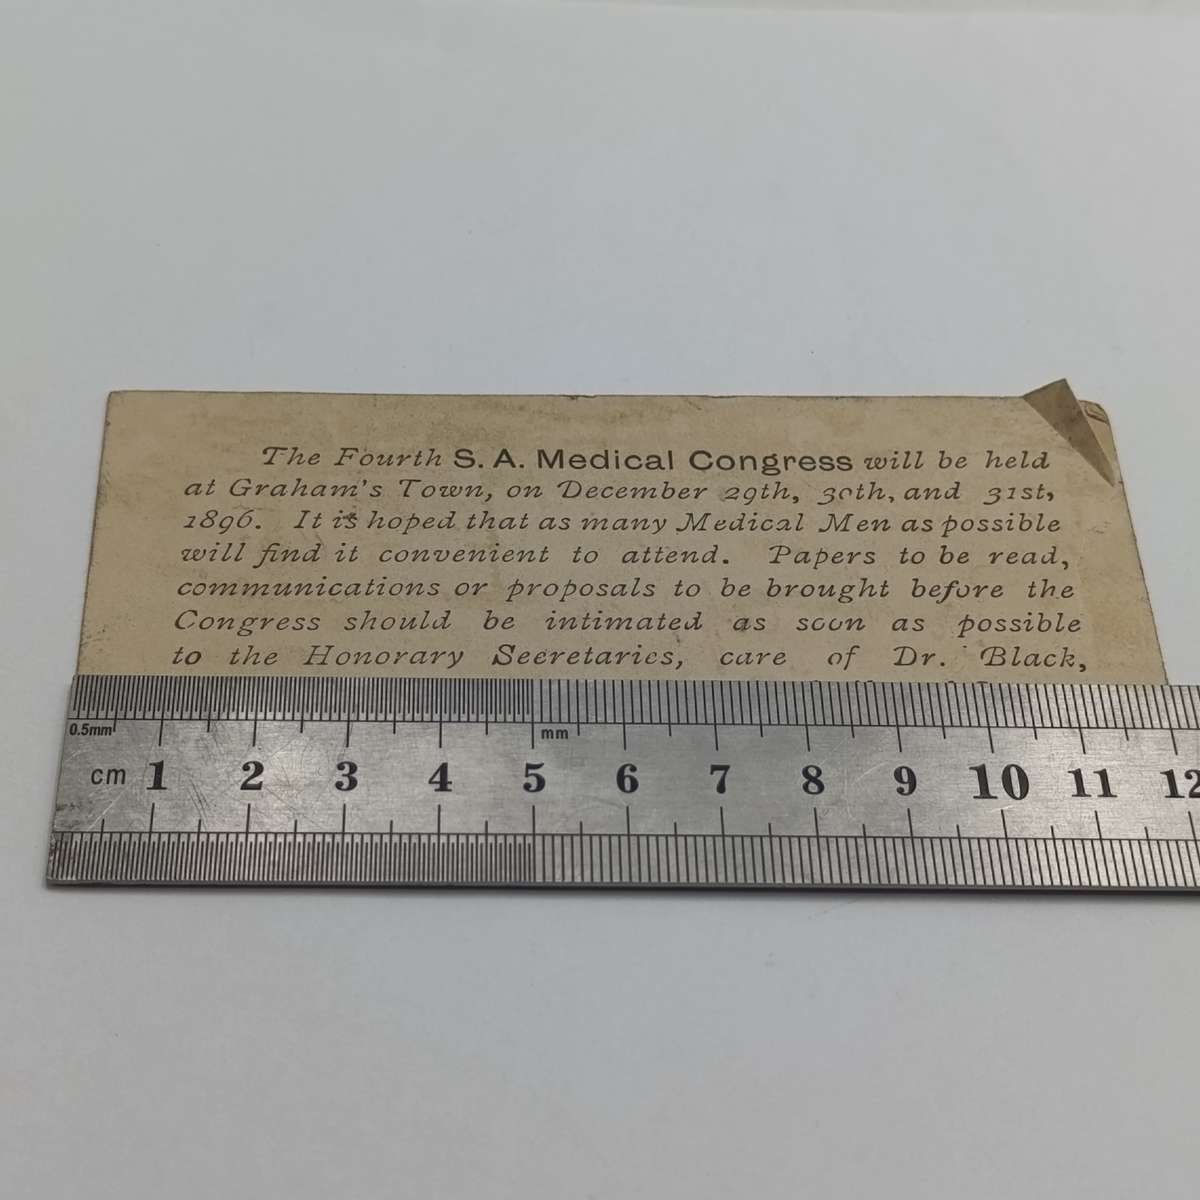 The Fourth S. A. Medical Congress will be held
at Graham's Town, on December 29th, 30th, and 31st,
1896. It is hoped that as many Medical Men as possible
will find it convenient to attend. Papers to be read,
communications or proposals to be brought before the
Congress should be intimated as soon as possible
to the Honorary Secretaries, care of Dr. Black,
0.5mm mm
cm 1 2 3 4 5 6 7 8 9 10 11 12